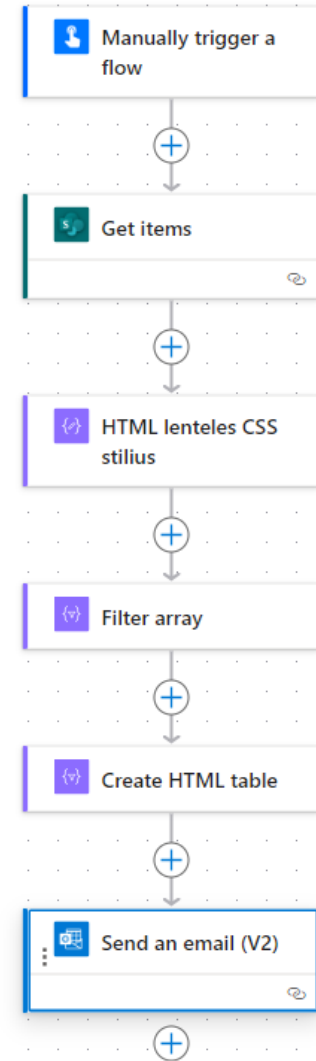 Manually trigger a
flow
Get items
HTML lenteles CSS
stilius
Filter array
Create HTML table
Send an email (V2)